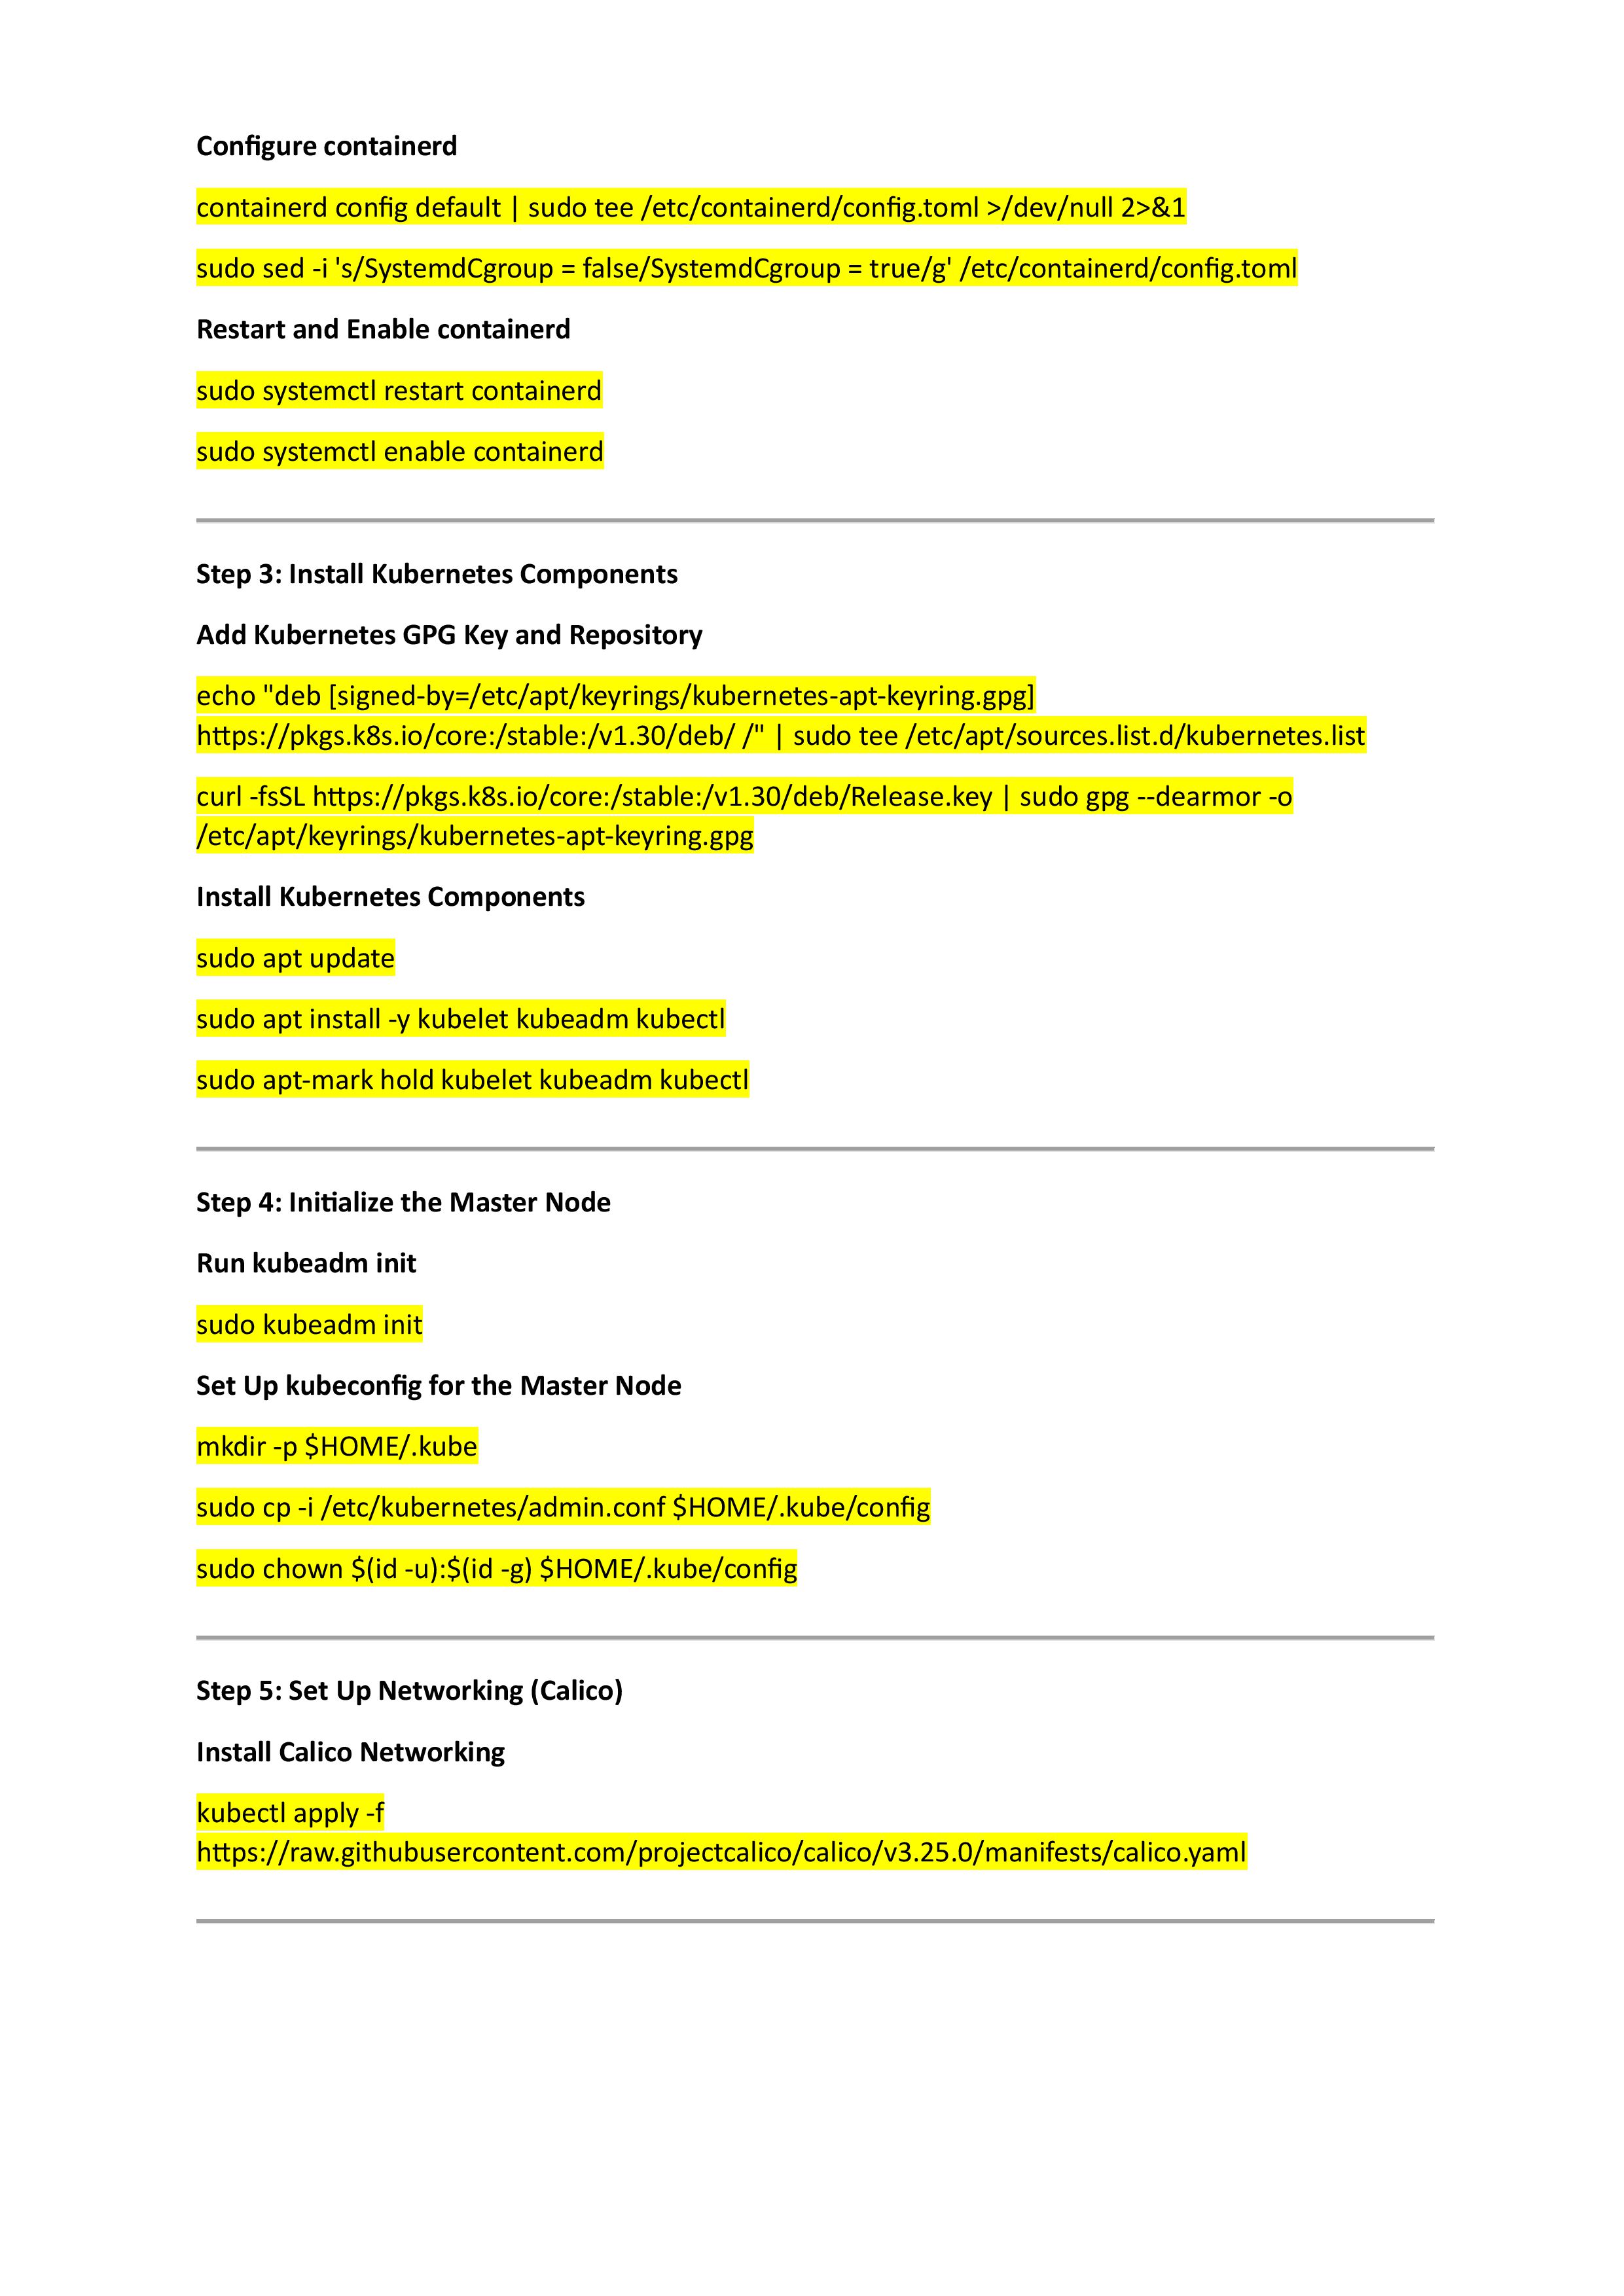 Configure containerd
containerd config default | sudo tee /etc/containerd/config.toml >/dev/null 2>&1
sudo sed -i 's/SystemdCgroup = false/SystemdCgroup = true/g' /etc/containerd/config.toml
Restart and Enable containerd
sudo systemctl restart containerd
sudo systemctl enable containerd
Step 3: Install Kubernetes Components
Add Kubernetes GPG Key and Repository
echo "deb [signed-by=/etc/apt/keyrings/kubernetes-apt-keyring.gpg]
https://pkgs.k8s.io/core:/stable:/v1.30/deb/ /" | sudo tee /etc/apt/sources.list.d/kubernetes.list
curl -fsSL https://pkgs.k8s.io/core:/stable:/v1.30/deb/Release.key | sudo gpg --dearmor -o
/etc/apt/keyrings/kubernetes-apt-keyring.gpg
Install Kubernetes Components
sudo apt update
sudo apt install -y kubelet kubeadm kubectl
sudo apt-mark hold kubelet kubeadm kubectl
Step 4: Initialize the Master Node
Run kubeadm init
sudo kubeadm init
Set Up kubeconfig for the Master Node
mkdir -p $HOME/.kube
sudo cp -i /etc/kubernetes/admin.conf $HOME/.kube/config
sudo chown $(id -u):$(id -g) $HOME/.kube/config
Step 5: Set Up Networking (Calico)
Install Calico Networking
kubectl apply -f
https://raw.githubusercontent.com/projectcalico/calico/v3.25.0/manifests/calico.yaml